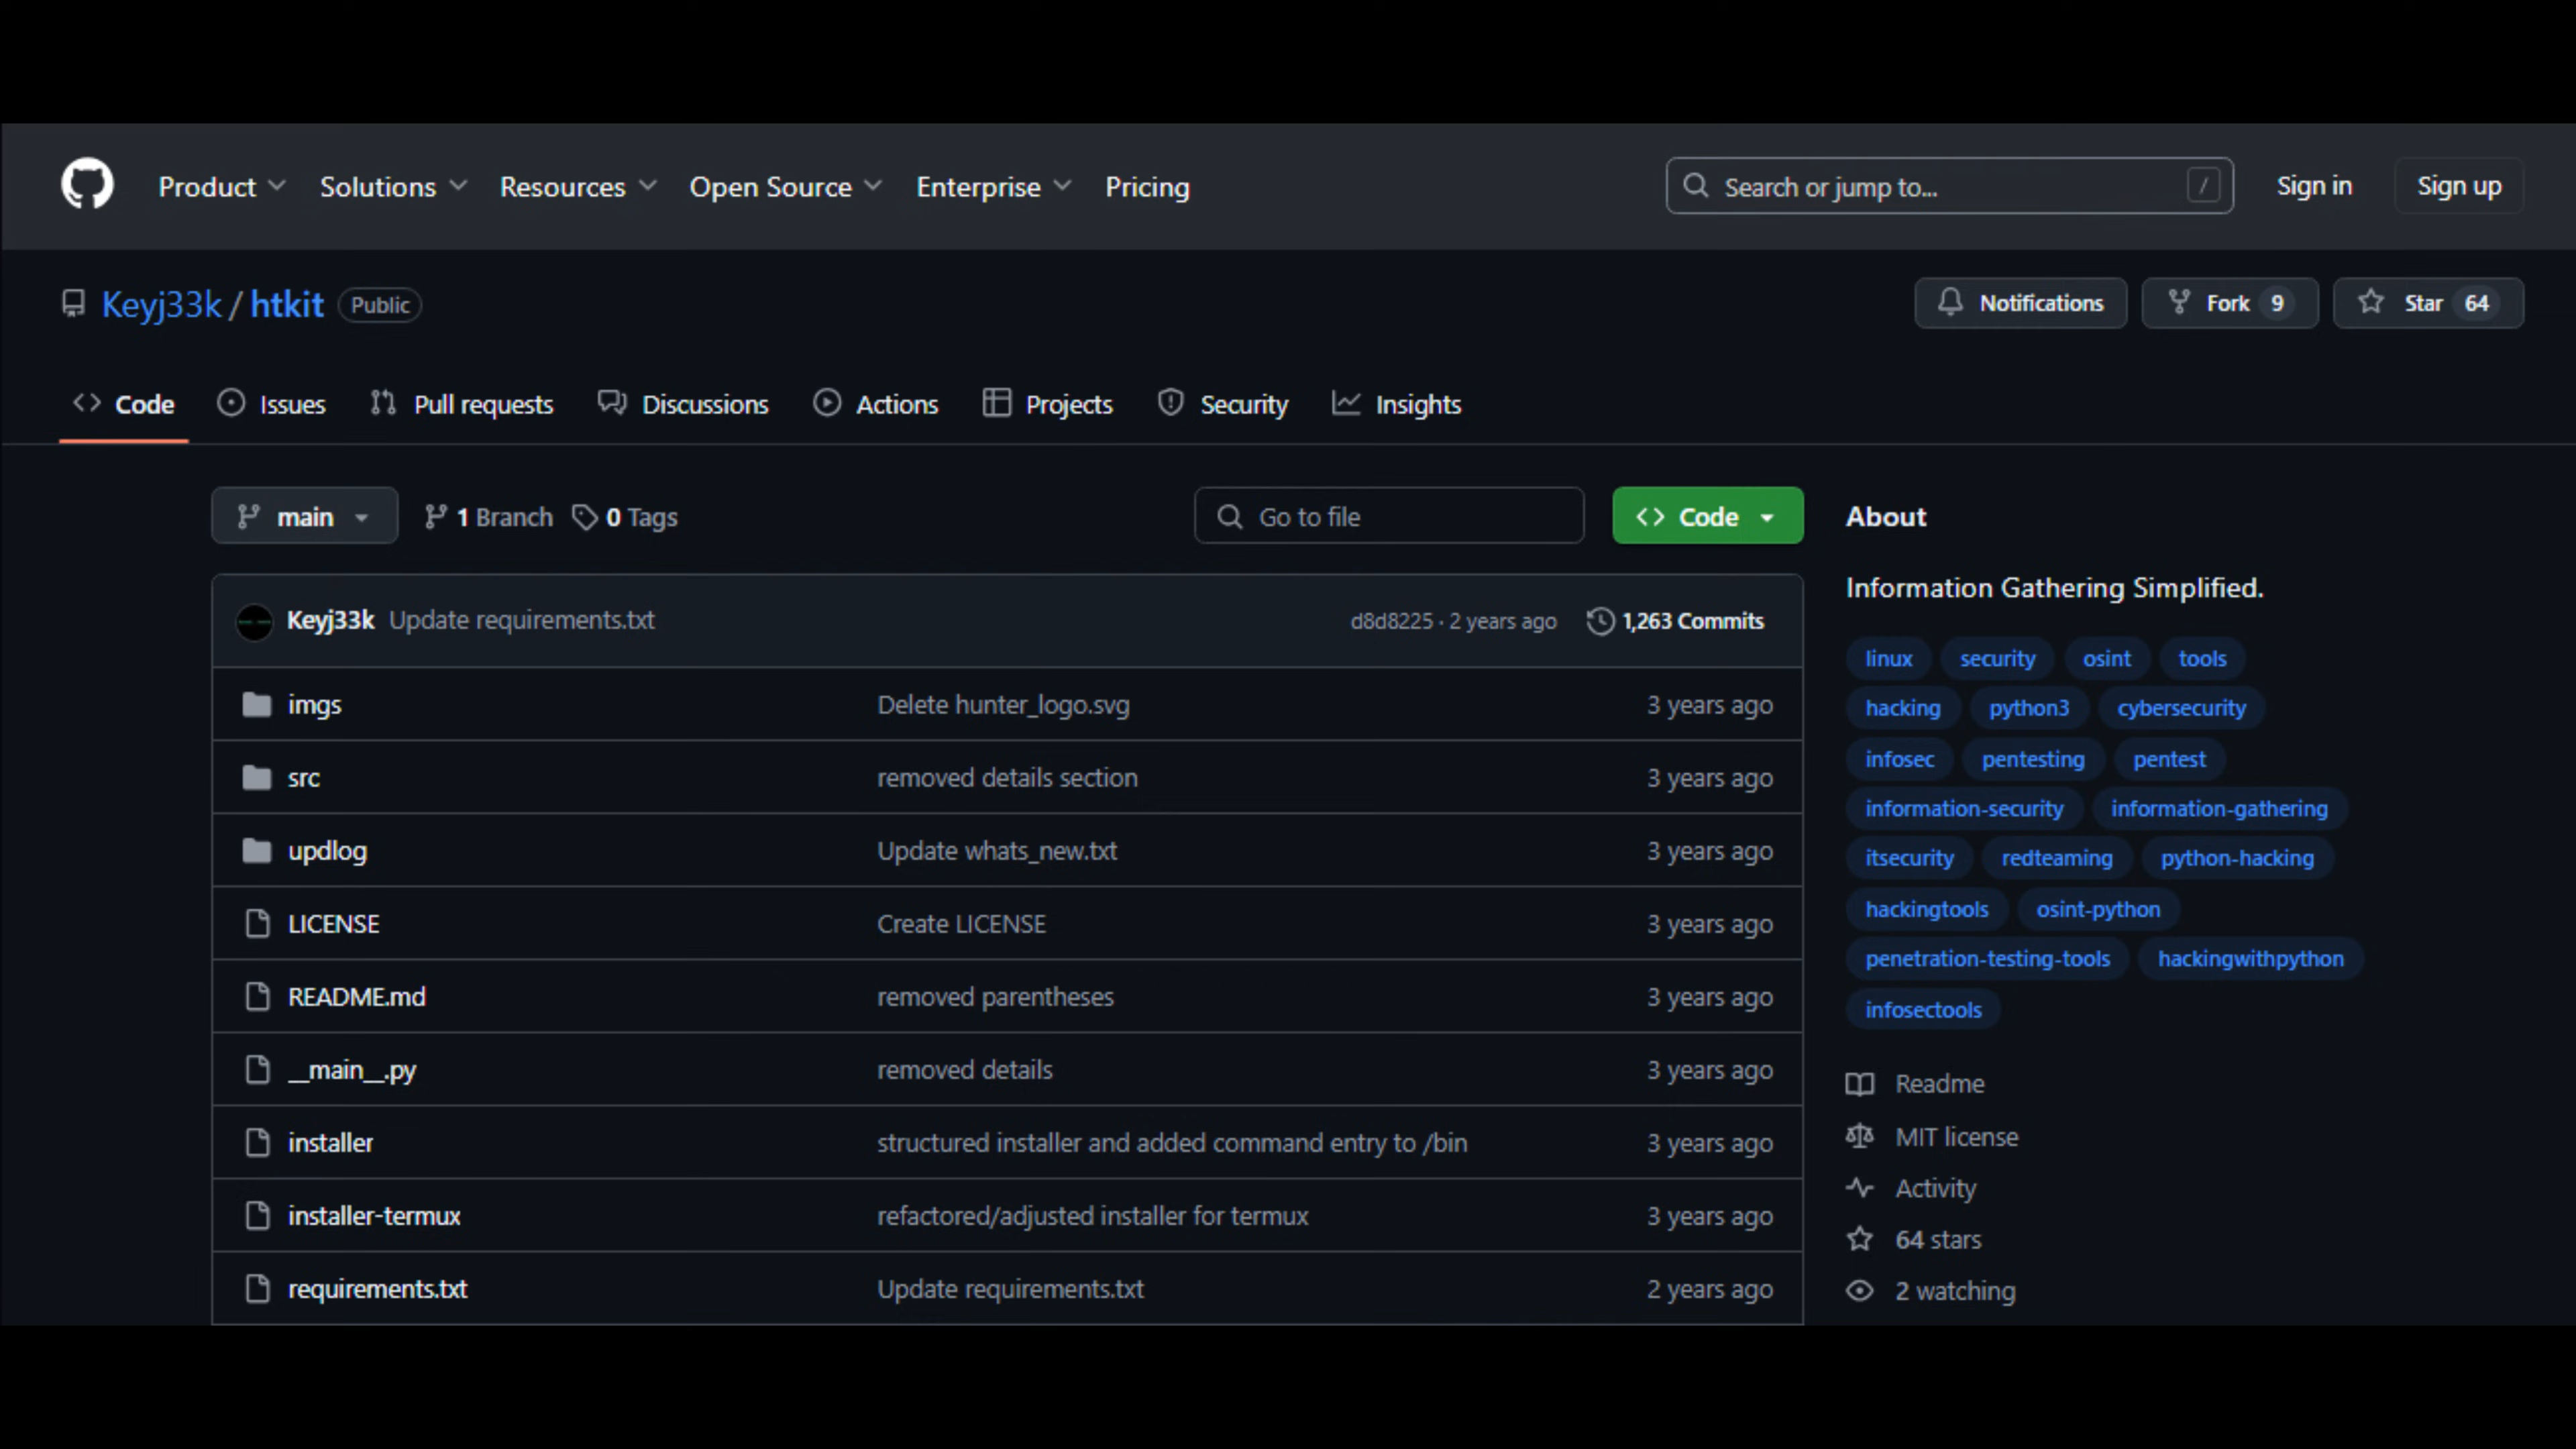 Product Solutions Resources Open Source Enterprise Pricing Search or jump to... / Sign in Sign up
Keyj33k / htkit Public Notifications Fork 9 Star 64
Code Issues Pull requests Discussions Actions Projects Security Insights
main 1 Branch 0 Tags Go to file Code
Keyj33k Update requirements.txt d8d8225 · 2 years ago 1,263 Commits
imgs Delete hunter_logo.svg 3 years ago
src removed details section 3 years ago
updlog Update whats_new.txt 3 years ago
LICENSE Create LICENSE 3 years ago
README.md removed parentheses 3 years ago
__main__.py removed details 3 years ago
installer structured installer and added command entry to /bin 3 years ago
installer-termux refactored/adjusted installer for termux 3 years ago
requirements.txt Update requirements.txt 2 years ago
About
Information Gathering Simplified.
linux security osint tools
hacking python3 cybersecurity
infosec pentesting pentest
information-security information-gathering
itsecurity redteaming python-hacking
hackingtools osint-python
penetration-testing-tools hackingwithpython
infosectools
Readme
MIT license
Activity
64 stars
2 watching